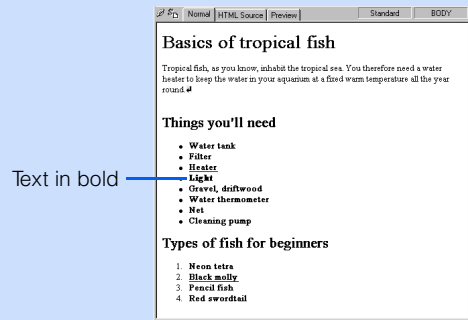 Normal HTML Source Preview Standard BODY
Basics of tropical fish
Tropical fish, as you know, inhabit the tropical sea. You therefore need a water
heater to keep the water in your aquarium at a fixed warm temperature all the year
round.
Things you'll need
• Water tank
• Filter
• Heater
Text in bold
• Light
• Gravel, driftwood
• Water thermometer
• Net
• Cleaning pump
Types of fish for beginners
1. Neon tetra
2. Black molly
3. Pencil fish
4. Red swordtail